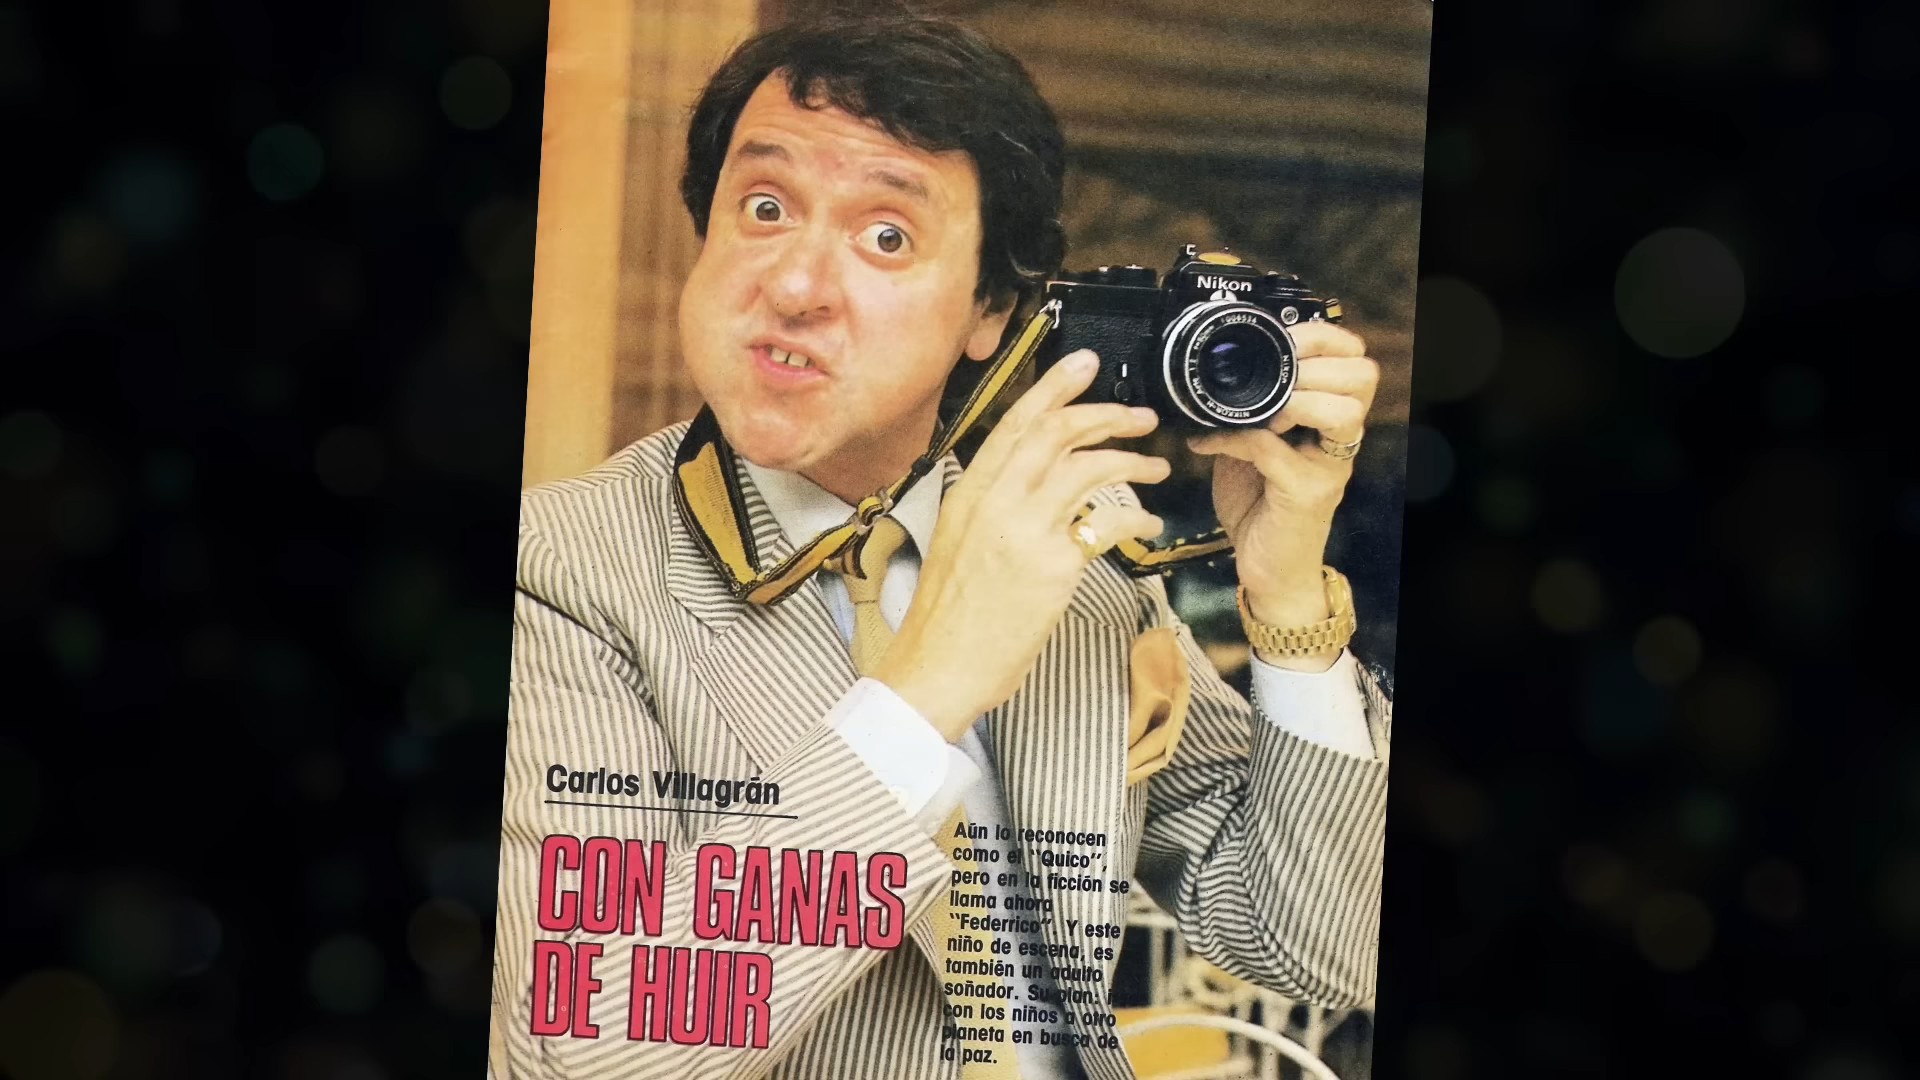 Nikon
Carlos Villagrán
CON GANAS
DE HUIR
Aún lo reconocen
como el "Quico",
pero en la ficción se
llama ahora
"Federrico". Y este
niño de escena, es
también un adulto
soñador. Su plan:
con los niños a otro
planeta en busca de
la paz.